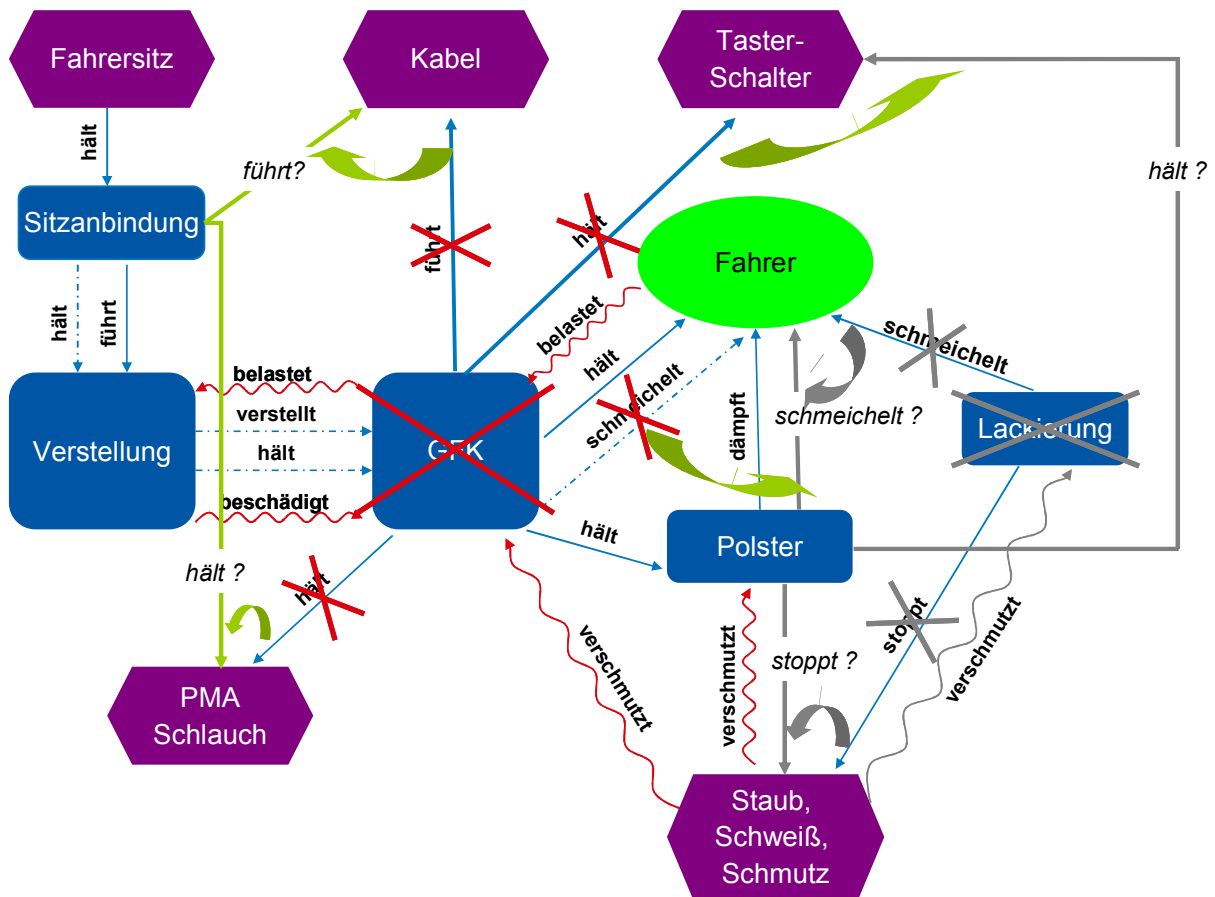 Fahrersitz
Kabel
Taster-
Schalter
hält
führt?
hält ?
Sitzanbindung
führt
hält
Fahrer
hält
führt
belastet
hält
schmeichelt
schmeichelt ?
schmeichelt
belastet
verstellt
hält
beschädigt
Verstellung
GFK
dämpft
Lackierung
hält
Polster
hält ?
hält
stoppt
verschmutzt
verschmutzt
verschmutzt
stoppt ?
PMA
Schlauch
Staub,
Schweiß,
Schmutz